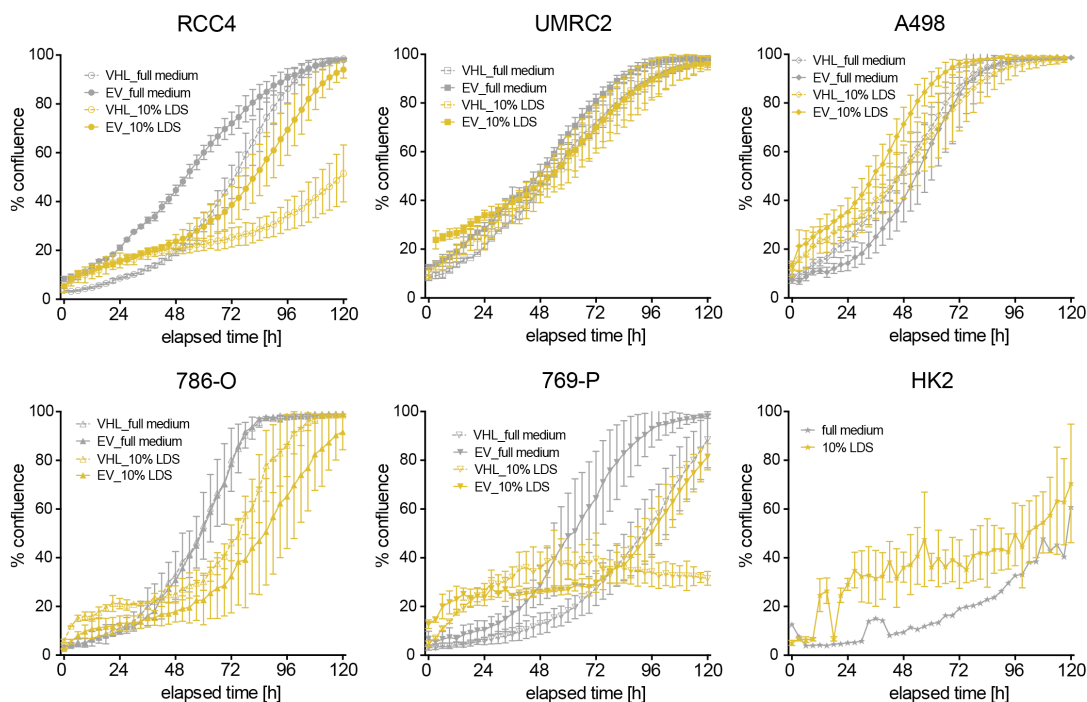 RCC4
% confluence
100
80
60
40
20
0
VHL_full medium
EV_full medium
VHL_10% LDS
EV_10% LDS
0 24 48 72 96 120
elapsed time [h]
UMRC2
% confluence
100
80
60
40
20
0
VHL_full medium
EV_full medium
VHL_10% LDS
EV_10% LDS
0 24 48 72 96 120
elapsed time [h]
A498
% confluence
100
80
60
40
20
0
VHL_full medium
EV_full medium
VHL_10% LDS
EV_10% LDS
0 24 48 72 96 120
elapsed time [h]
786-O
% confluence
100
80
60
40
20
0
VHL_full medium
EV_full medium
VHL_10% LDS
EV_10% LDS
0 24 48 72 96 120
elapsed time [h]
769-P
% confluence
100
80
60
40
20
0
VHL_full medium
EV_full medium
VHL_10% LDS
EV_10% LDS
0 24 48 72 96 120
elapsed time [h]
HK2
% confluence
100
80
60
40
20
0
full medium
10% LDS
0 24 48 72 96 120
elapsed time [h]